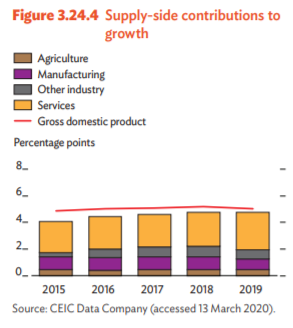 Figure 3.24.4 Supply-side contributions to
growth
Agriculture
Manufacturing
Other industry
Services
Gross domestic product
Percentage points
8
6
4
2
0
2015 2016 2017 2018 2019
Source: CEIC Data Company (accessed 13 March 2020).